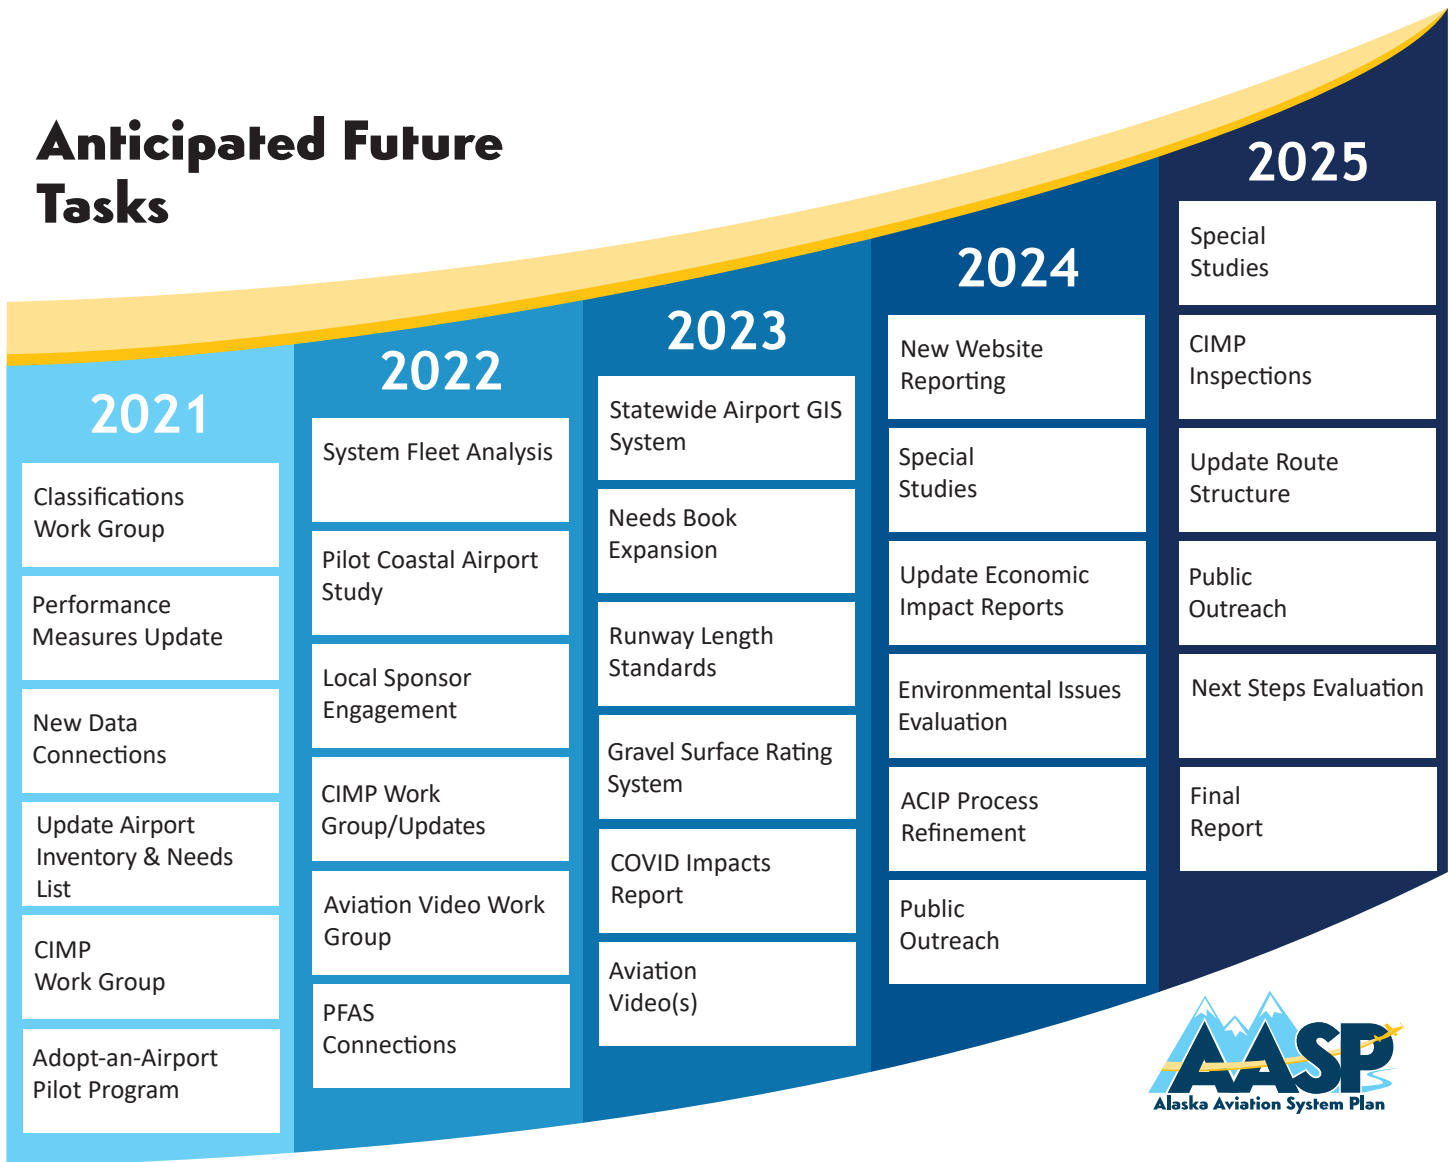 Anticipated Future
Tasks
2021
Classifications
Work Group
Performance
Measures Update
New Data
Connections
Update Airport
Inventory & Needs
List
CIMP
Work Group
Adopt-an-Airport
Pilot Program
2022
System Fleet Analysis
Pilot Coastal Airport
Study
Local Sponsor
Engagement
CIMP Work
Group/Updates
Aviation Video Work
Group
PFAS
Connections
2023
Statewide Airport GIS
System
Needs Book
Expansion
Runway Length
Standards
Gravel Surface Rating
System
COVID Impacts
Report
Aviation
Video(s)
2024
New Website
Reporting
Special
Studies
Update Economic
Impact Reports
Environmental Issues
Evaluation
ACIP Process
Refinement
Public
Outreach
2025
Special
Studies
CIMP
Inspections
Update Route
Structure
Public
Outreach
Next Steps Evaluation
Final
Report
AASP
Alaska Aviation System Plan